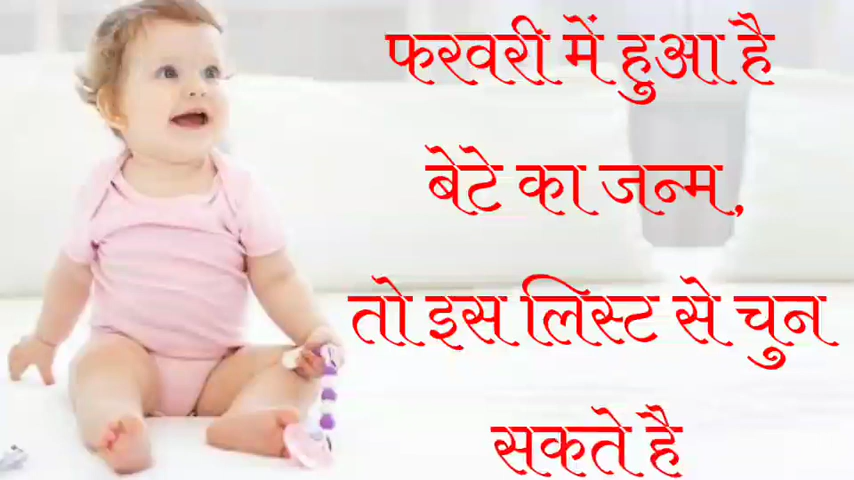 फरवरी में हुआ है
बेटे का जन्म,
तो इस लिस्ट से चुन
सकते है